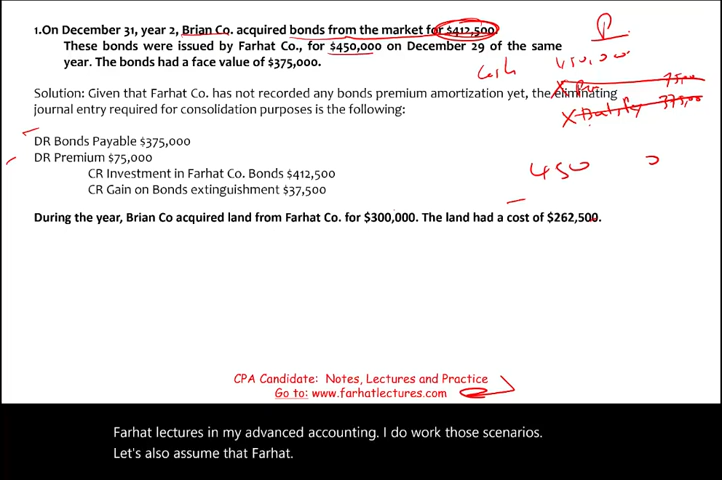 1.On December 31, year 2, Brian Co. acquired bonds from the market for $412,500.
These bonds were issued by Farhat Co., for $450,000 on December 29 of the same
year. The bonds had a face value of $375,000.
P
Cash 450,000
75,00
X 375,00
Solution: Given that Farhat Co. has not recorded any bonds premium amortization yet, the eliminating
journal entry required for consolidation purposes is the following:
DR Bonds Payable $375,000
DR Premium $75,000
CR Investment in Farhat Co. Bonds $412,500
CR Gain on Bonds extinguishment $37,500
450
During the year, Brian Co acquired land from Farhat Co. for $300,000. The land had a cost of $262,500.
CPA Candidate: Notes, Lectures and Practice
Go to: www.farhatlectures.com
Farhat lectures in my advanced accounting. I do work those scenarios.
Let's also assume that Farhat.